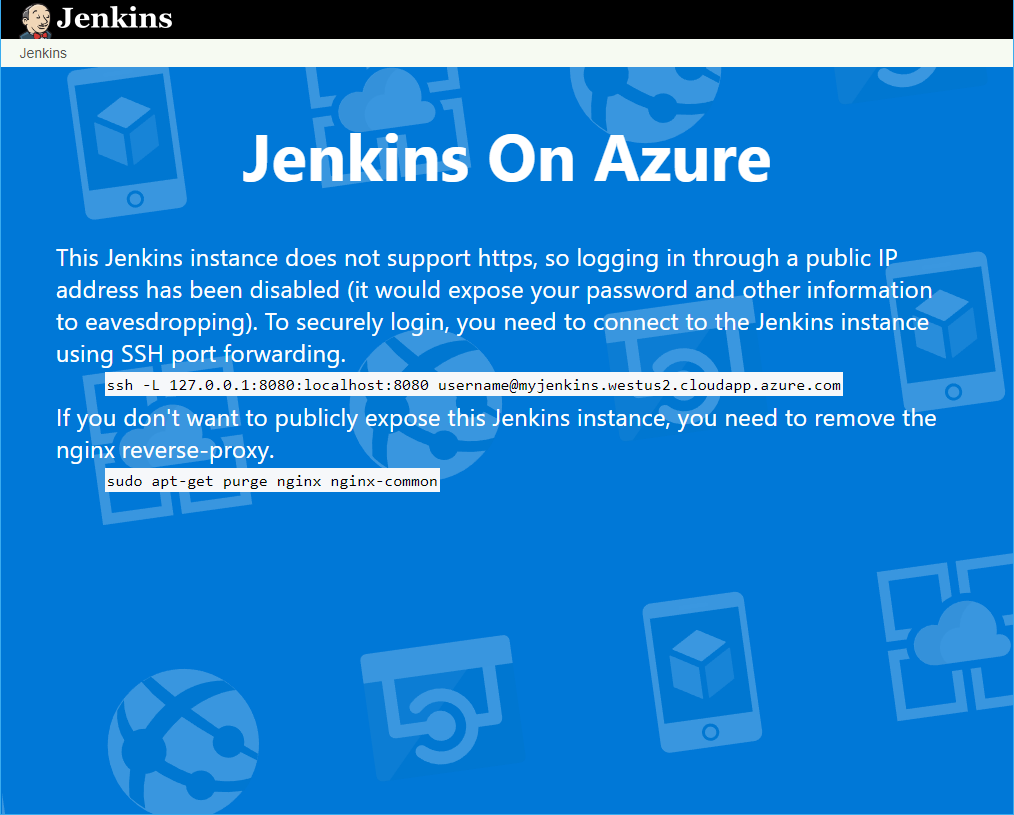 Jenkins
Jenkins
Jenkins On Azure
This Jenkins instance does not support https, so logging in through a public IP
address has been disabled (it would expose your password and other information
to eavesdropping). To securely login, you need to connect to the Jenkins instance
using SSH port forwarding.
ssh -L 127.0.0.1:8080:localhost:8080 username@myjenkins.westus2.cloudapp.azure.com
If you don't want to publicly expose this Jenkins instance, you need to remove the
nginx reverse-proxy.
sudo apt-get purge nginx nginx-common